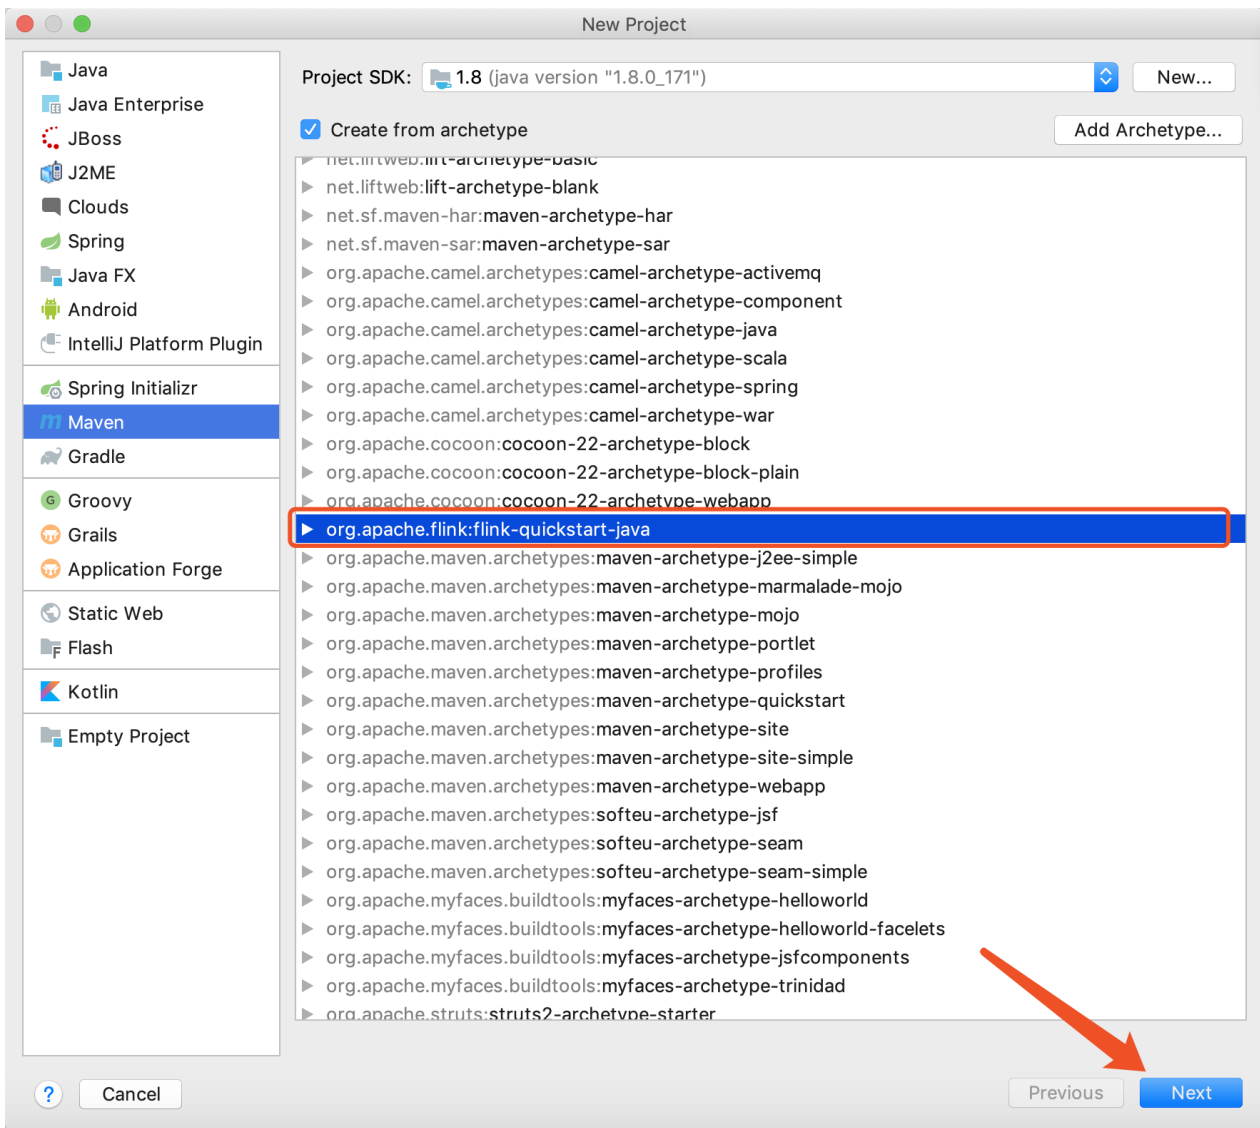 New Project
Java
Java Enterprise
JBoss
J2ME
Clouds
Spring
Java FX
Android
IntelliJ Platform Plugin
Spring Initializr
Maven
Gradle
Groovy
Grails
Application Forge
Static Web
Flash
Kotlin
Empty Project
Project SDK: 1.8 (java version "1.8.0_171") New...
Create from archetype Add Archetype...
net.liftweb:lift-archetype-basic
net.liftweb:lift-archetype-blank
net.sf.maven-har:maven-archetype-har
net.sf.maven-sar:maven-archetype-sar
org.apache.camel.archetypes:camel-archetype-activemq
org.apache.camel.archetypes:camel-archetype-component
org.apache.camel.archetypes:camel-archetype-java
org.apache.camel.archetypes:camel-archetype-scala
org.apache.camel.archetypes:camel-archetype-spring
org.apache.camel.archetypes:camel-archetype-war
org.apache.cocoon:cocoon-22-archetype-block
org.apache.cocoon:cocoon-22-archetype-block-plain
org.apache.cocoon:cocoon-22-archetype-webapp
org.apache.flink:flink-quickstart-java
org.apache.maven.archetypes:maven-archetype-j2ee-simple
org.apache.maven.archetypes:maven-archetype-marmalade-mojo
org.apache.maven.archetypes:maven-archetype-mojo
org.apache.maven.archetypes:maven-archetype-portlet
org.apache.maven.archetypes:maven-archetype-profiles
org.apache.maven.archetypes:maven-archetype-quickstart
org.apache.maven.archetypes:maven-archetype-site
org.apache.maven.archetypes:maven-archetype-site-simple
org.apache.maven.archetypes:maven-archetype-webapp
org.apache.maven.archetypes:softeu-archetype-jsf
org.apache.maven.archetypes:softeu-archetype-seam
org.apache.maven.archetypes:softeu-archetype-seam-simple
org.apache.myfaces.buildtools:myfaces-archetype-helloworld
org.apache.myfaces.buildtools:myfaces-archetype-helloworld-facelets
org.apache.myfaces.buildtools:myfaces-archetype-jsfcomponents
org.apache.myfaces.buildtools:myfaces-archetype-trinidad
org.apache.struts:struts2-archetype-starter
? Cancel Previous Next